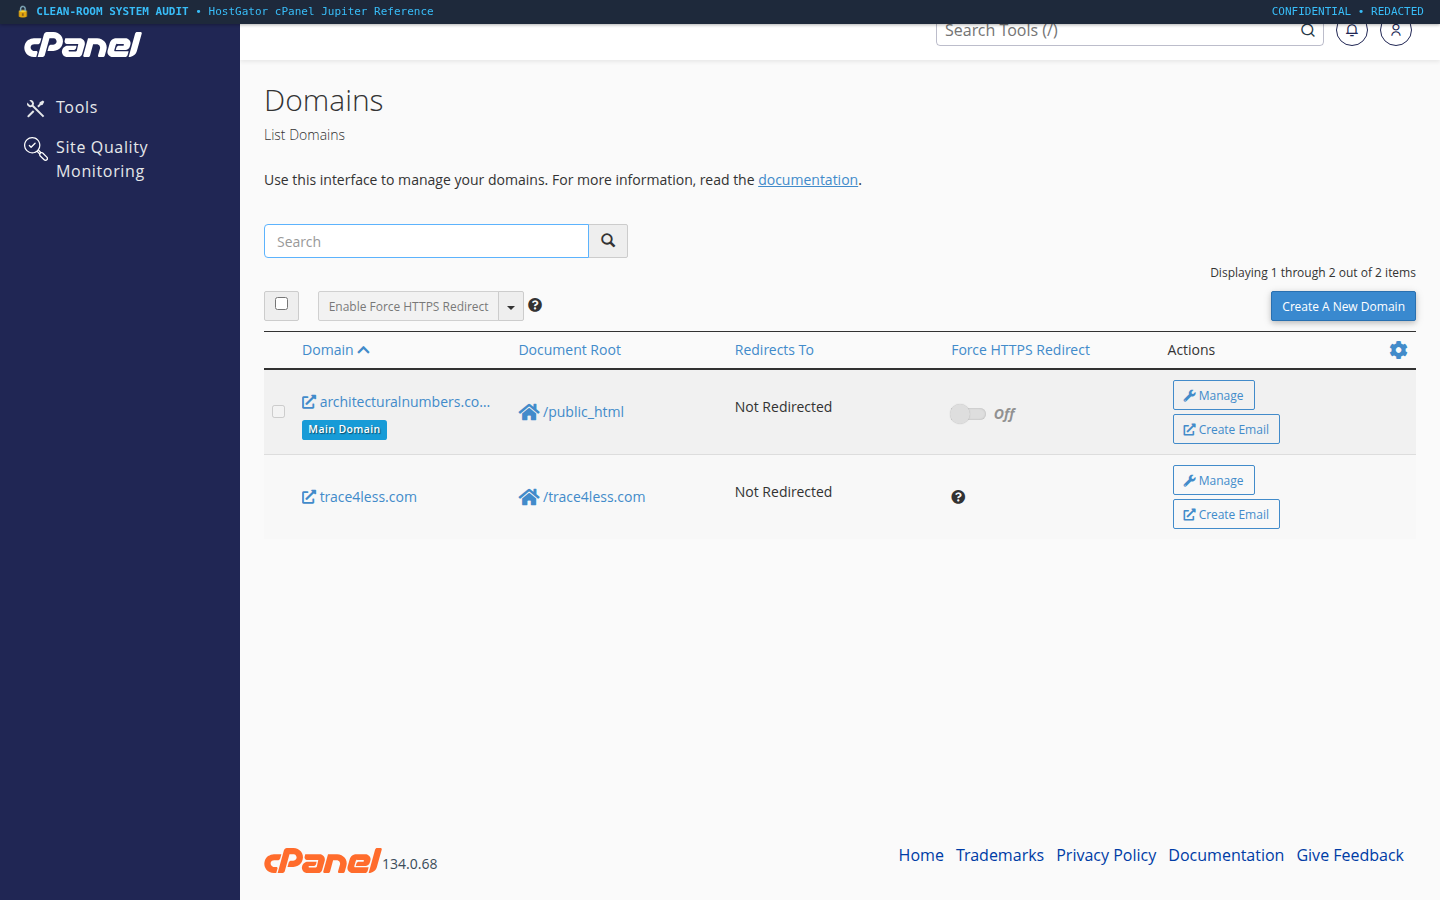 🔒 CLEAN-ROOM SYSTEM AUDIT • HostGator cPanel Jupiter Reference
CONFIDENTIAL • REDACTED
cPanel
Search Tools (/)
Tools
Site Quality
Monitoring
Domains
List Domains
Use this interface to manage your domains. For more information, read the documentation.
Search
Displaying 1 through 2 out of 2 items
Enable Force HTTPS Redirect
Create A New Domain
Domain Document Root Redirects To Force HTTPS Redirect Actions
architecturalnumbers.co... /public_html Not Redirected Off Manage
Main Domain Create Email
trace4less.com /trace4less.com Not Redirected Manage
Create Email
cPanel 134.0.68
Home Trademarks Privacy Policy Documentation Give Feedback